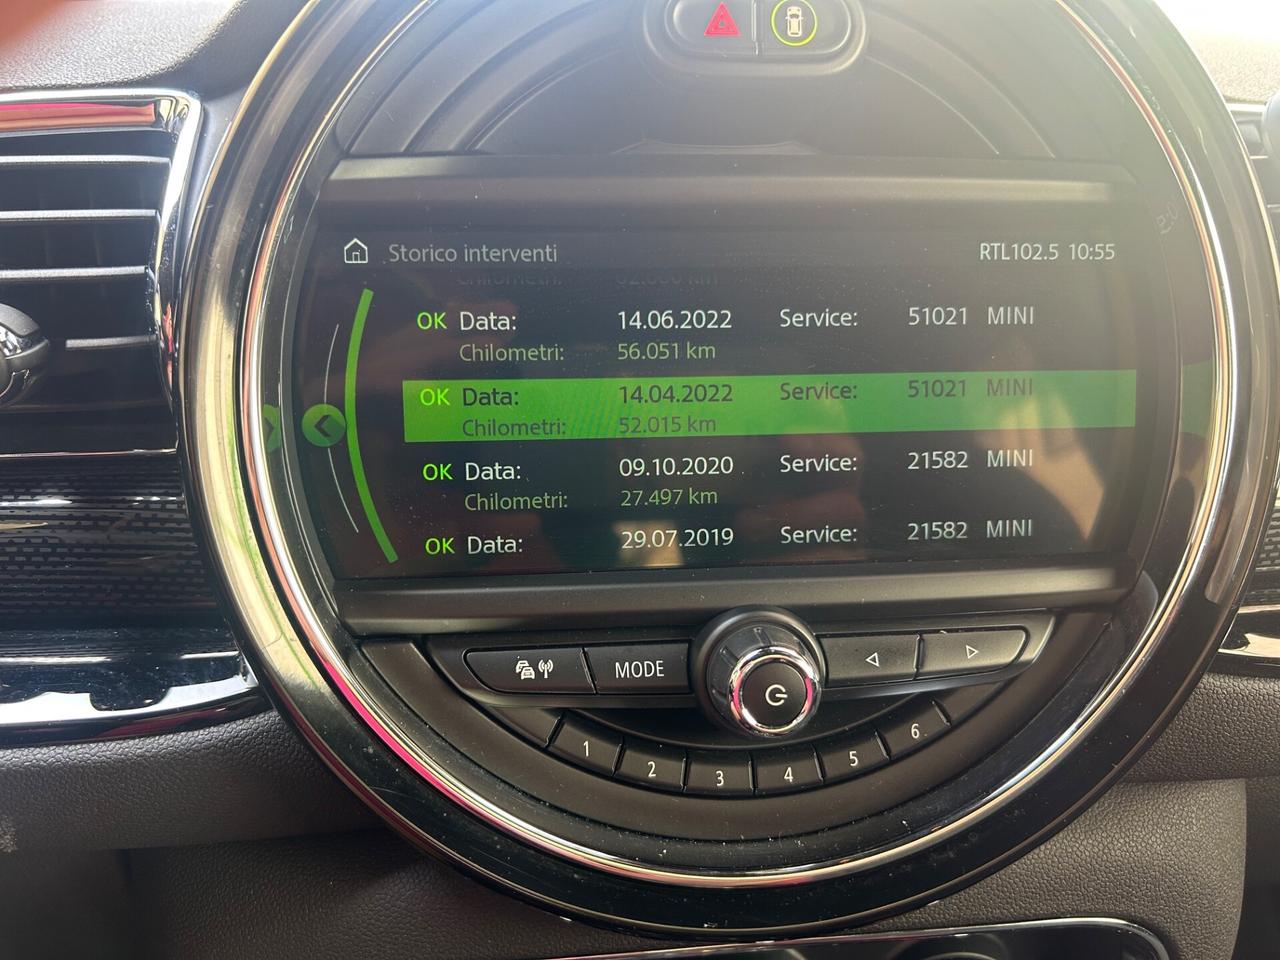 Storico interventi RTL102.5 10:55
OK Data: 14.06.2022 Service: 51021 MINI
Chilometri: 56.051 km
OK Data: 14.04.2022 Service: 51021 MINI
Chilometri: 52.015 km
OK Data: 09.10.2020 Service: 21582 MINI
Chilometri: 27.497 km
OK Data: 29.07.2019 Service: 21582 MINI
MODE
1 2 3 4 5 6